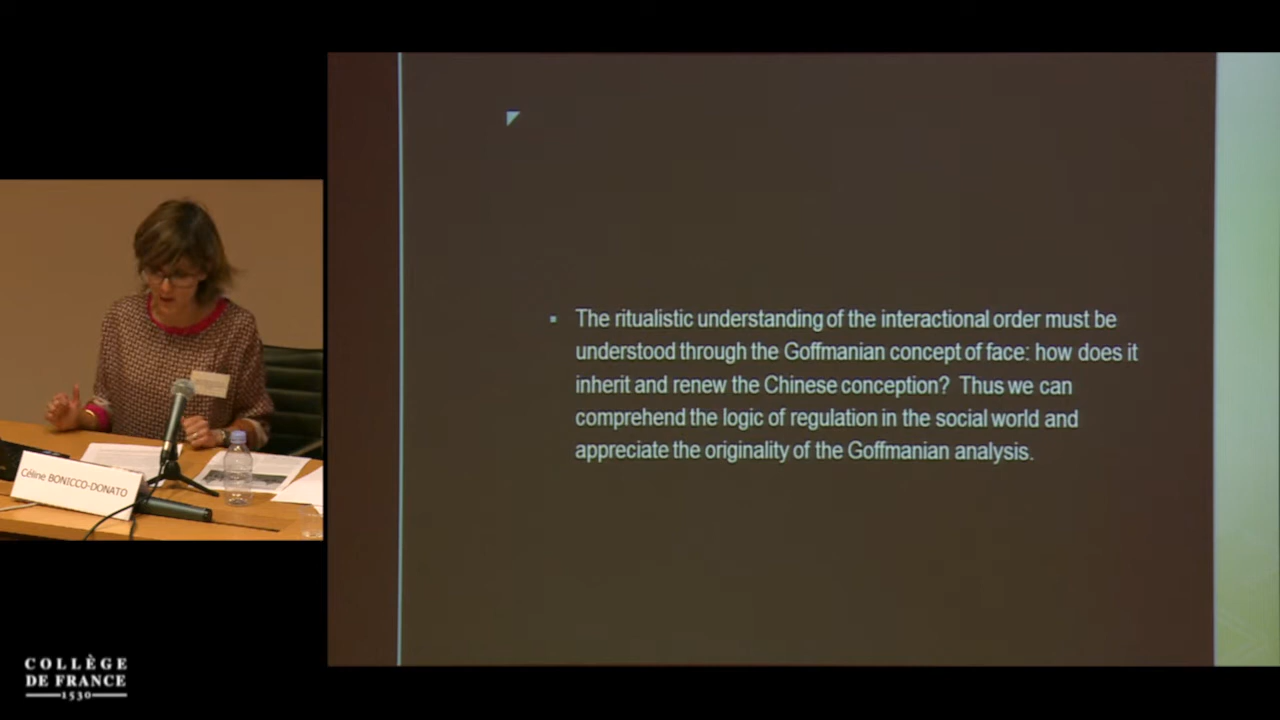 The ritualistic understanding of the interactional order must be
understood through the Goffmanian concept of face: how does it
inherit and renew the Chinese conception? Thus we can
comprehend the logic of regulation in the social world and
appreciate the originality of the Goffmanian analysis.
Céline BONICCO-DONATO
COLLÈGE
DE FRANCE
1530